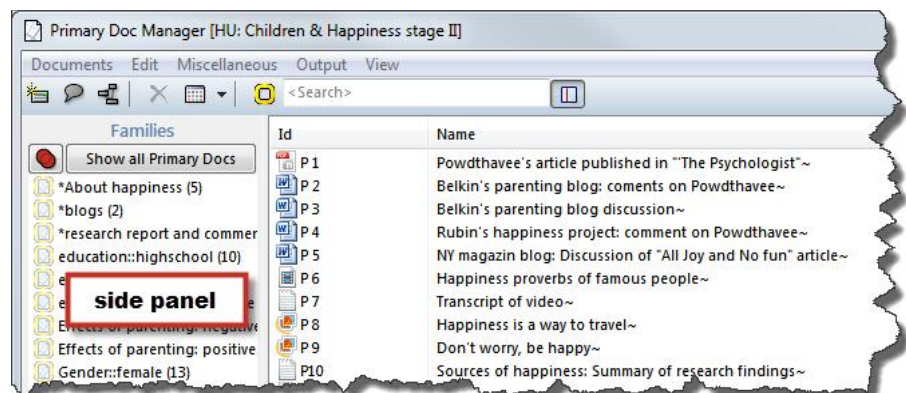 Primary Doc Manager [HU: Children & Happiness stage II]
Documents Edit Miscellaneous Output View
<Search>
Families
Show all Primary Docs
*About happiness (5)
*blogs (2)
*research report and commer
education::highschool (10)
side panel
Effects of parenting: negative
Effects of parenting: positive
Gender::female (13)
Id Name
P 1 Powdthavee's article published in "'The Psychologist"~
P 2 Belkin's parenting blog: coments on Powdthavee~
P 3 Belkin's parenting blog discussion~
P 4 Rubin's happiness project: comment on Powdthavee~
P 5 NY magazin blog: Discussion of "All Joy and No fun" article~
P 6 Happiness proverbs of famous people~
P 7 Transcript of video~
P 8 Happiness is a way to travel~
P 9 Don't worry, be happy~
P10 Sources of happiness: Summary of research findings~